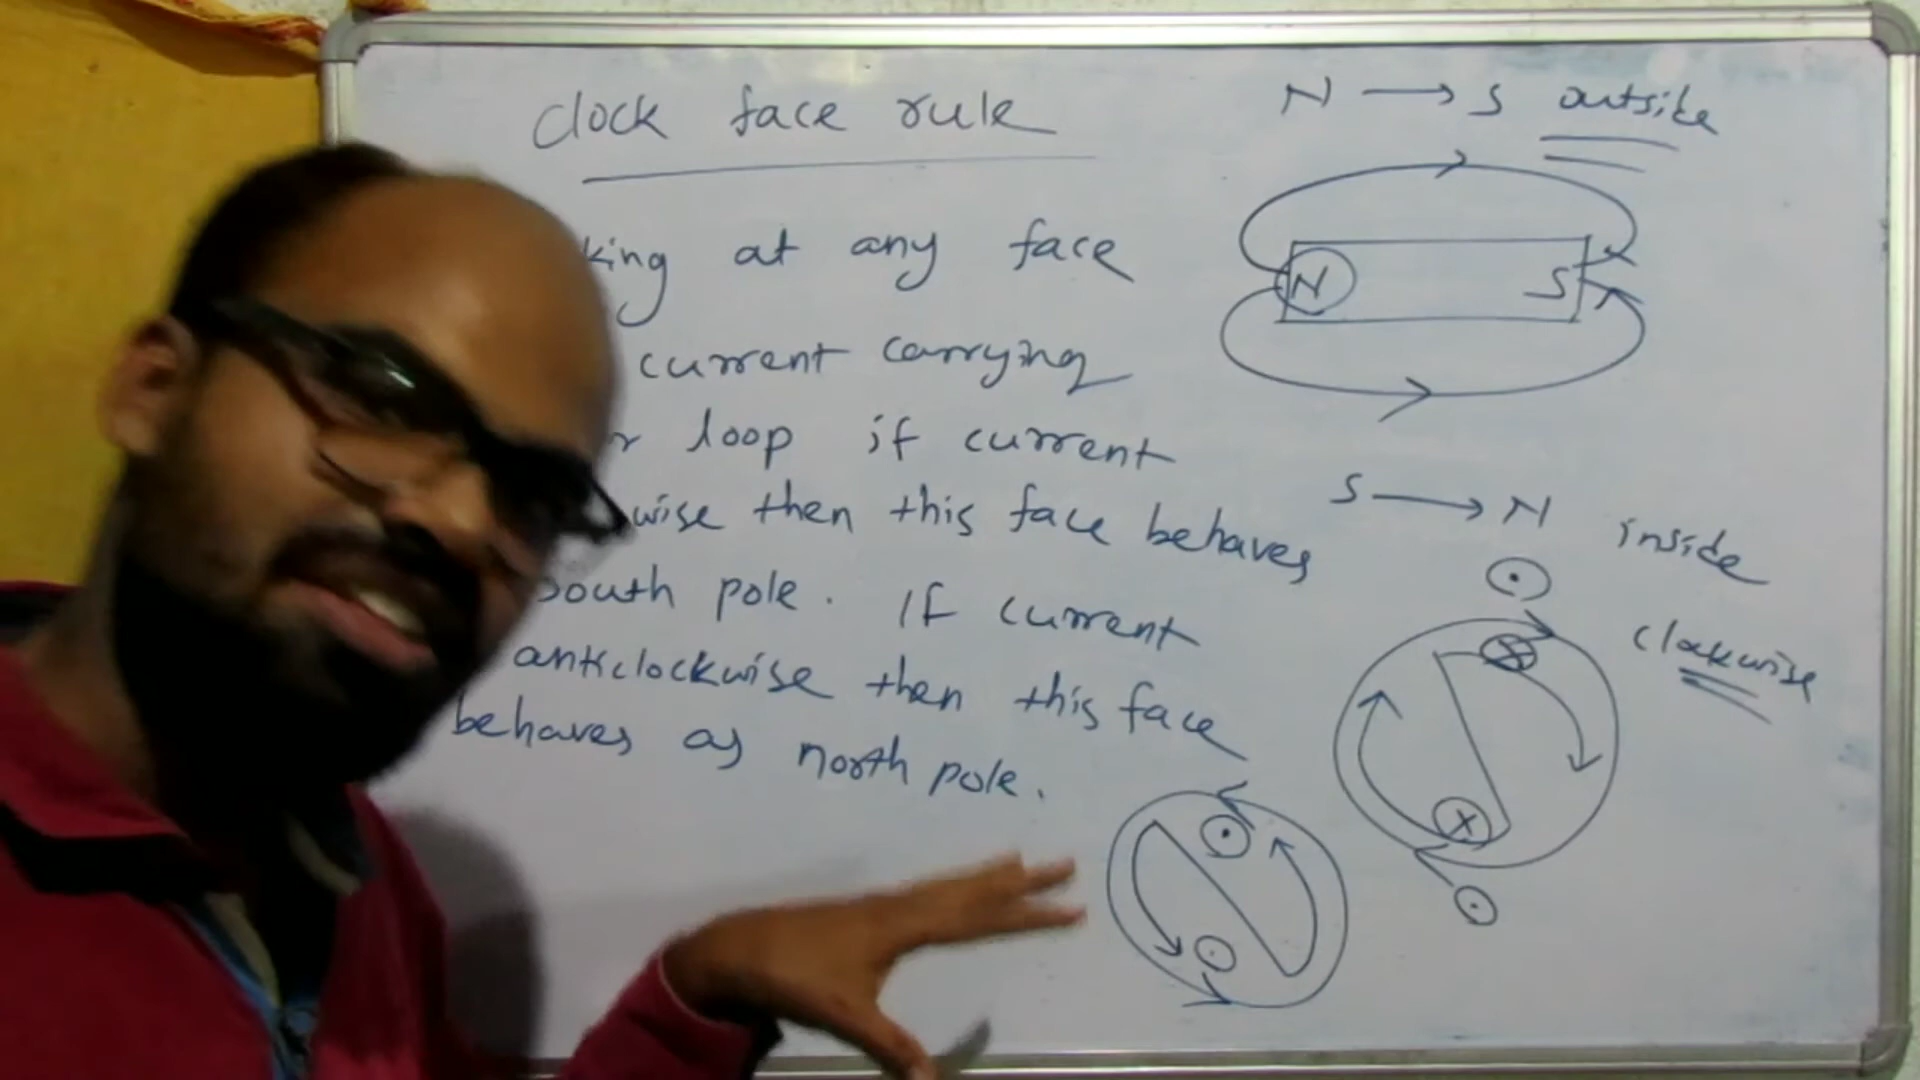 clock face rule
king at any face
current carrying
r loop if current
wise then this face behaves
south pole. If current
anticlockwise then this face
behaves as north pole.
N → S outside
N S
S → N inside
clockwise